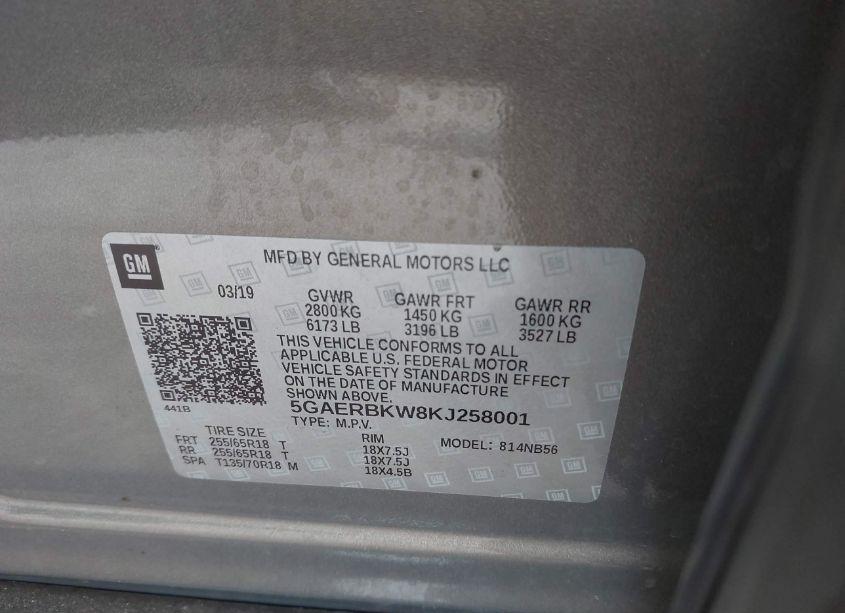 GM
MFD BY GENERAL MOTORS LLC
03/19
GVWR GAWR FRT GAWR RR
2800 KG 1450 KG 1600 KG
6173 LB 3196 LB 3527 LB
THIS VEHICLE CONFORMS TO ALL
APPLICABLE U.S. FEDERAL MOTOR
VEHICLE SAFETY STANDARDS IN EFFECT
ON THE DATE OF MANUFACTURE
SHOWN ABOVE.
441B
5GAERBKW8KJ258001
TYPE: M.P.V. MODEL: 814NB56
TIRE SIZE RIM
FRT 255/65R18 T 18X7.5J
RR 255/65R18 T 18X7.5J
SPA T135/70R18 M 18X4.5B